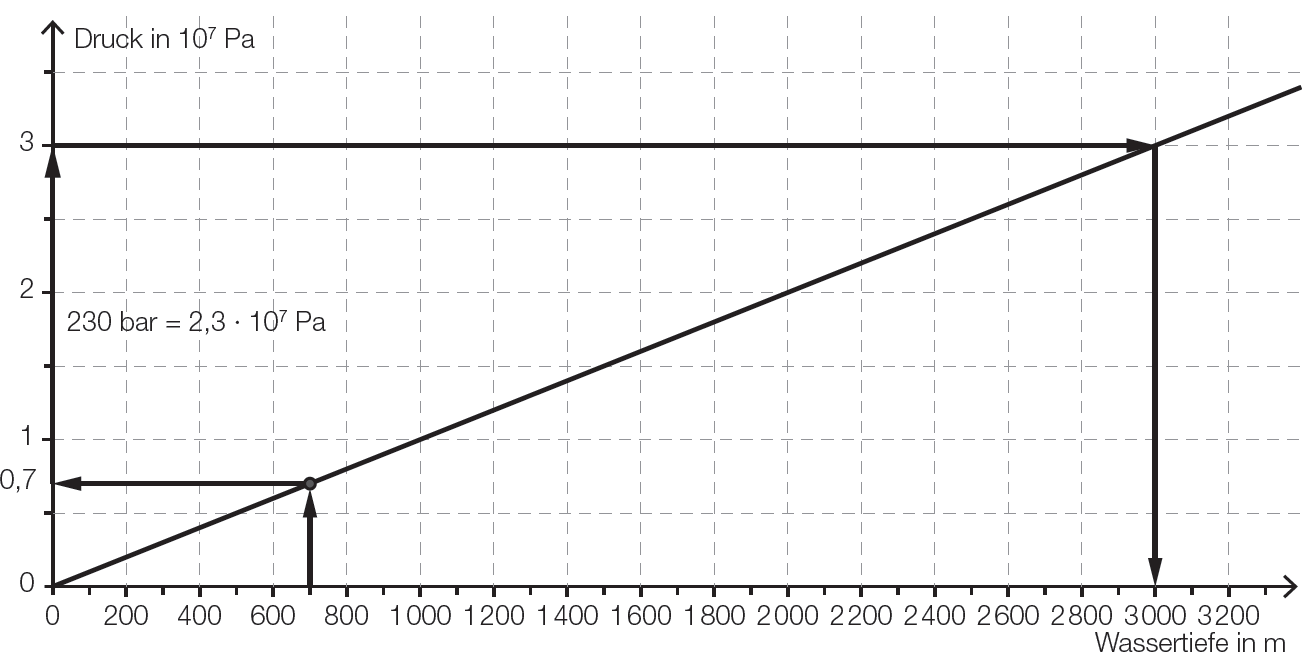 Druck in 10⁷ Pa
3
2
230 bar = 2,3 · 10⁷ Pa
1
0,7
0
0 200 400 600 800 1000 1200 1400 1600 1800 2000 2200 2400 2600 2800 3000 3200
Wassertiefe in m